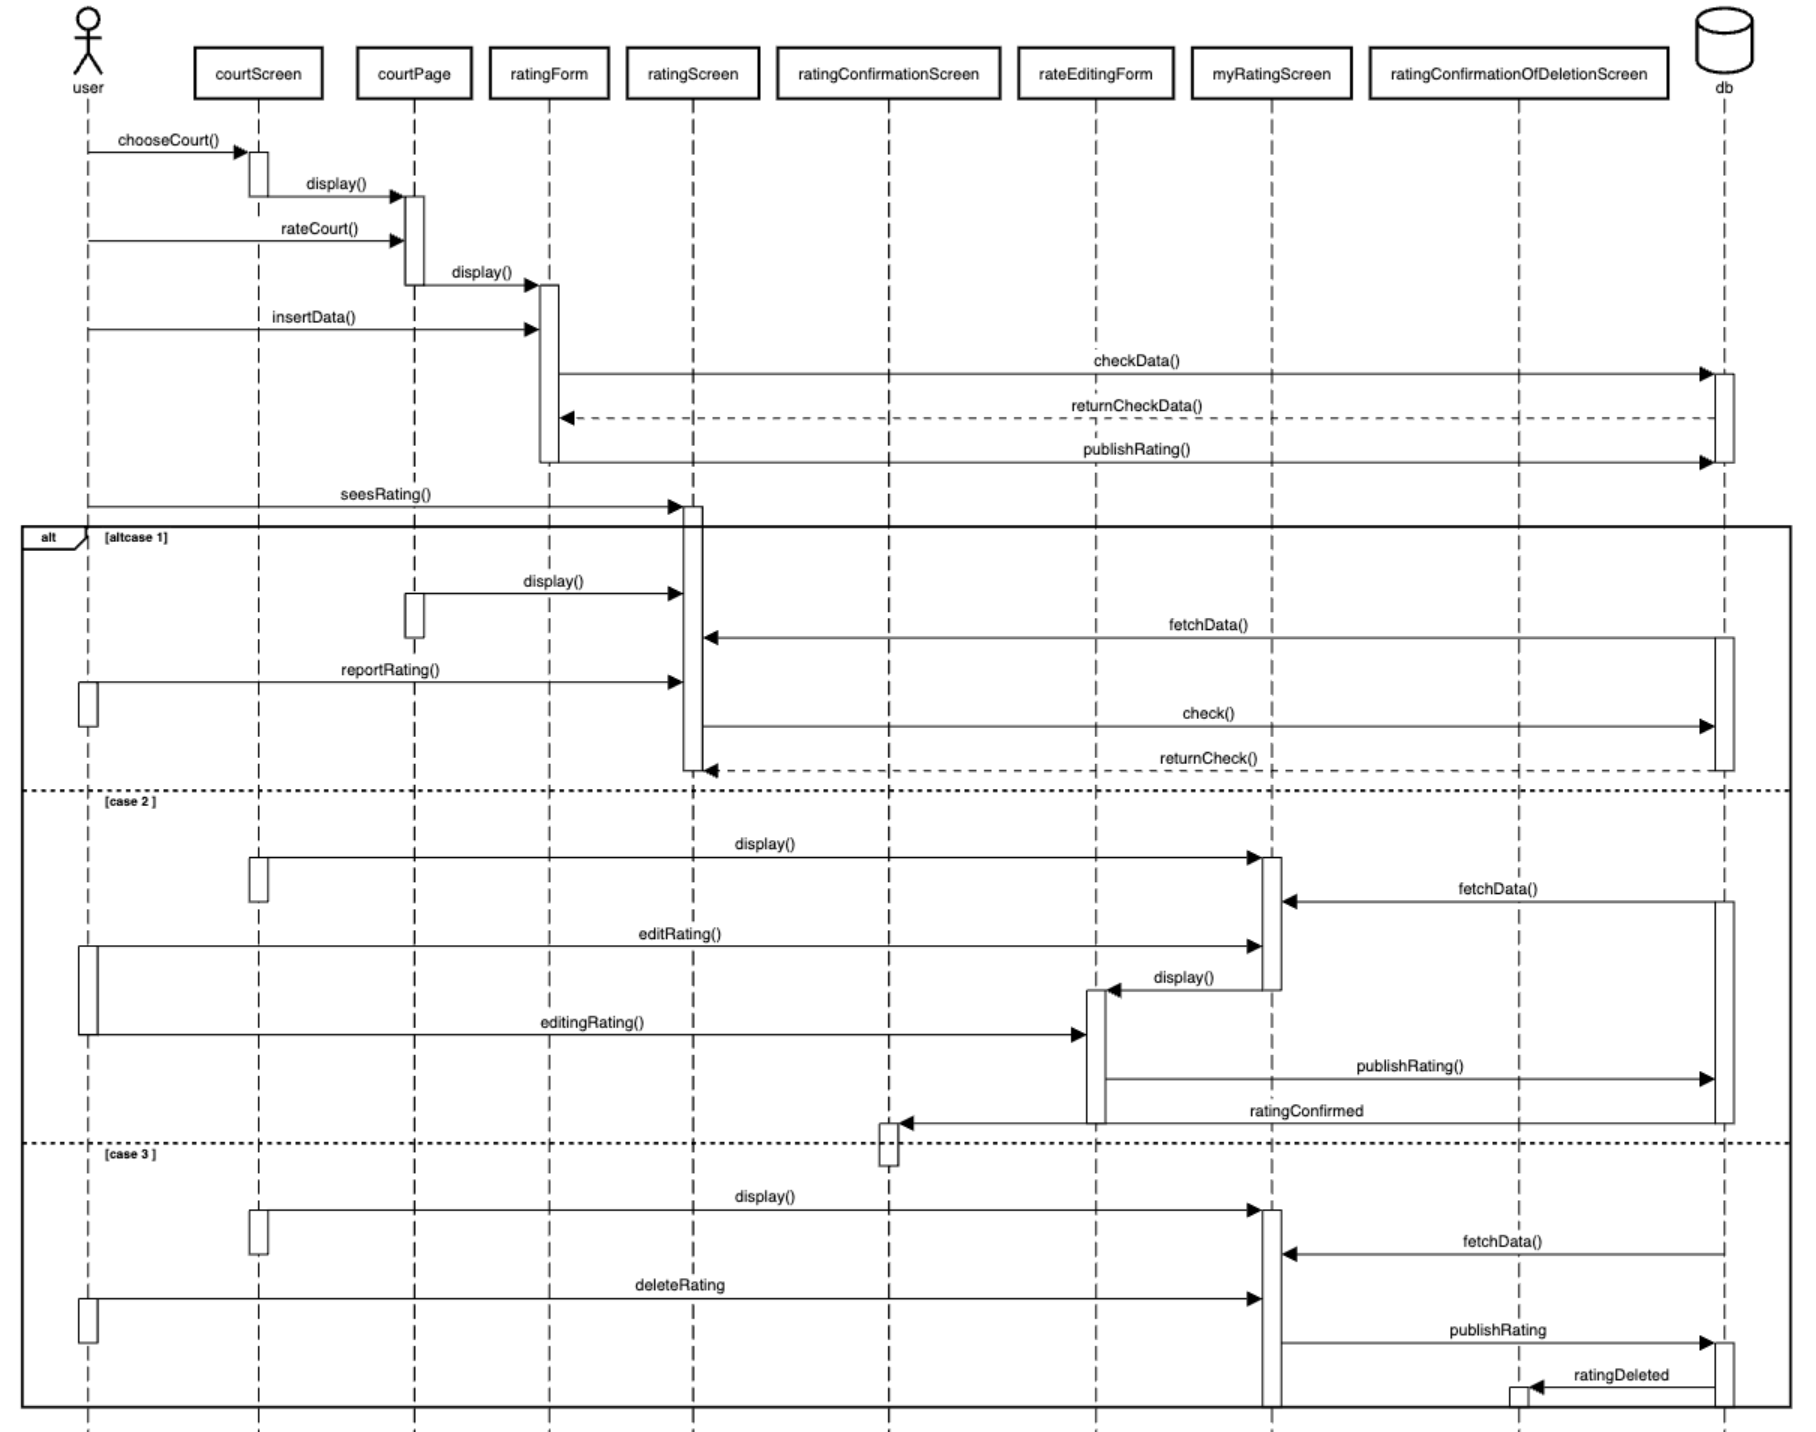 user
courtScreen
courtPage
ratingForm
ratingScreen
ratingConfirmationScreen
rateEditingForm
myRatingScreen
ratingConfirmationOfDeletionScreen
db
chooseCourt()
display()
rateCourt()
display()
insertData()
checkData()
returnCheckData()
publishRating()
seesRating()
alt
[altcase 1]
display()
fetchData()
reportRating()
check()
returnCheck()
[case 2 ]
display()
fetchData()
editRating()
display()
editingRating()
publishRating()
ratingConfirmed
[case 3 ]
display()
fetchData()
deleteRating
publishRating
ratingDeleted